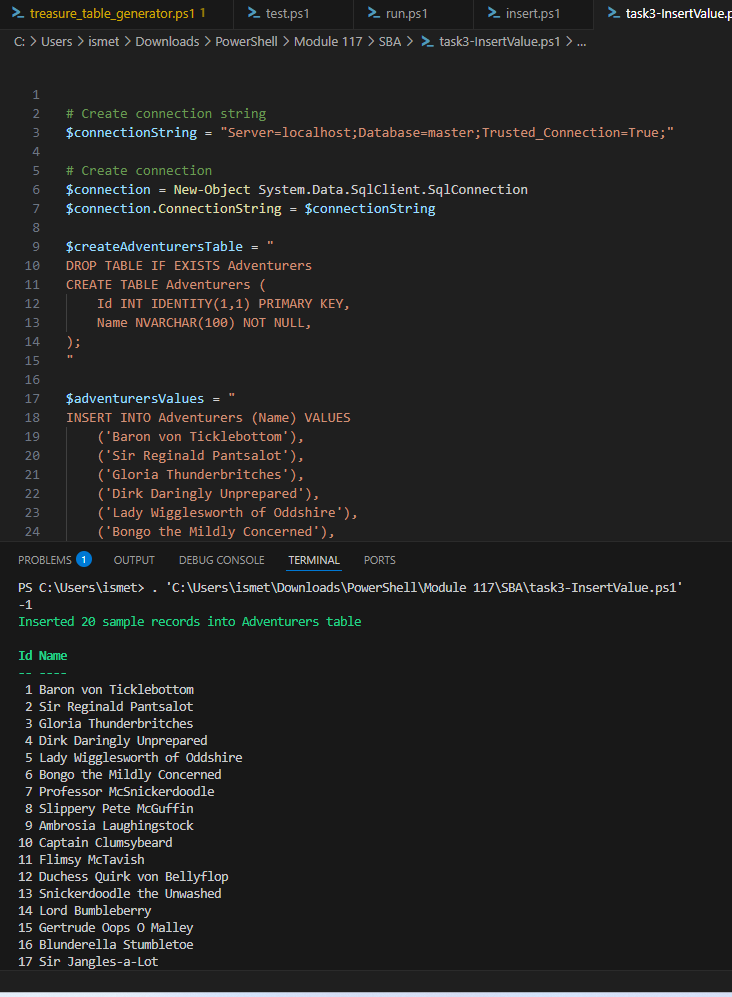 treasure_table_generator.ps1 1
test.ps1
run.ps1
insert.ps1
task3-InsertValue.p
C: > Users > ismet > Downloads > PowerShell > Module 117 > SBA > task3-InsertValue.ps1 > ...
1
2 # Create connection string
3 $connectionString = "Server=localhost;Database=master;Trusted_Connection=True;"
4
5 # Create connection
6 $connection = New-Object System.Data.SqlClient.SqlConnection
7 $connection.ConnectionString = $connectionString
8
9 $createAdventurersTable = "
10 DROP TABLE IF EXISTS Adventurers
11 CREATE TABLE Adventurers (
12     Id INT IDENTITY(1,1) PRIMARY KEY,
13     Name NVARCHAR(100) NOT NULL,
14 );
15 "
16
17 $adventurersValues = "
18 INSERT INTO Adventurers (Name) VALUES
19     ('Baron von Ticklebottom'),
20     ('Sir Reginald Pantsalot'),
21     ('Gloria Thunderbritches'),
22     ('Dirk Daringly Unprepared'),
23     ('Lady Wigglesworth of Oddshire'),
24     ('Bongo the Mildly Concerned'),
PROBLEMS 1 OUTPUT DEBUG CONSOLE TERMINAL PORTS
PS C:\Users\ismet> . 'C:\Users\ismet\Downloads\PowerShell\Module 117\SBA\task3-InsertValue.ps1'
-1
Inserted 20 sample records into Adventurers table
Id Name
-- ----
1 Baron von Ticklebottom
2 Sir Reginald Pantsalot
3 Gloria Thunderbritches
4 Dirk Daringly Unprepared
5 Lady Wigglesworth of Oddshire
6 Bongo the Mildly Concerned
7 Professor McSnickerdoodle
8 Slippery Pete McGuffin
9 Ambrosia Laughingstock
10 Captain Clumsybeard
11 Flimsy McTavish
12 Duchess Quirk von Bellyflop
13 Snickerdoodle the Unwashed
14 Lord Bumbleberry
15 Gertrude Oops O Malley
16 Blunderella Stumbletoe
17 Sir Jangles-a-Lot